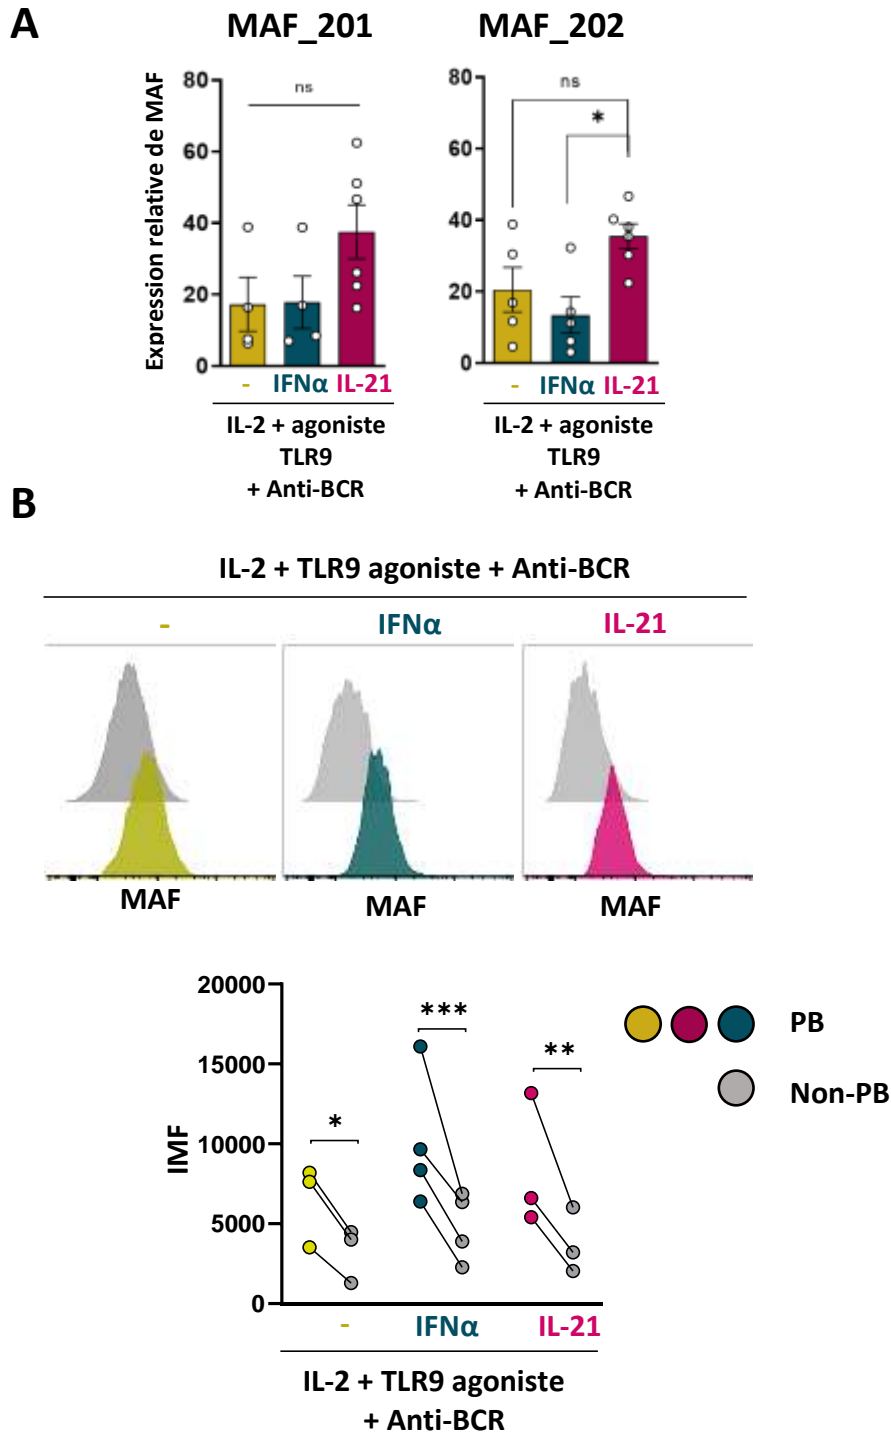 A
MAF_201
MAF_202
Expression relative de MAF
80
60
40
20
0
ns
- IFNα IL-21
IL-2 + agoniste
TLR9
+ Anti-BCR
80
60
40
20
0
ns
*
- IFNα IL-21
IL-2 + agoniste
TLR9
+ Anti-BCR
B
IL-2 + TLR9 agoniste + Anti-BCR
- IFNα IL-21
MAF MAF MAF
IMF
20000
15000
10000
5000
0
*
***
**
PB
Non-PB
- IFNα IL-21
IL-2 + TLR9 agoniste
+ Anti-BCR